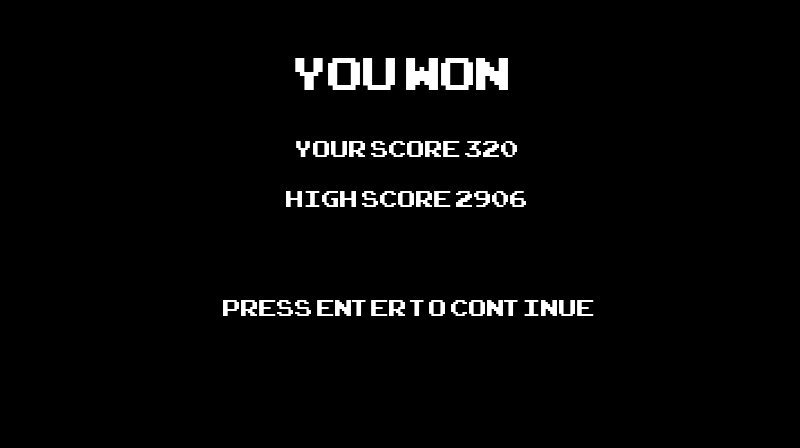 YOU WON
YOUR SCORE 320
HIGH SCORE 2906
PRESS ENTER TO CONTINUE